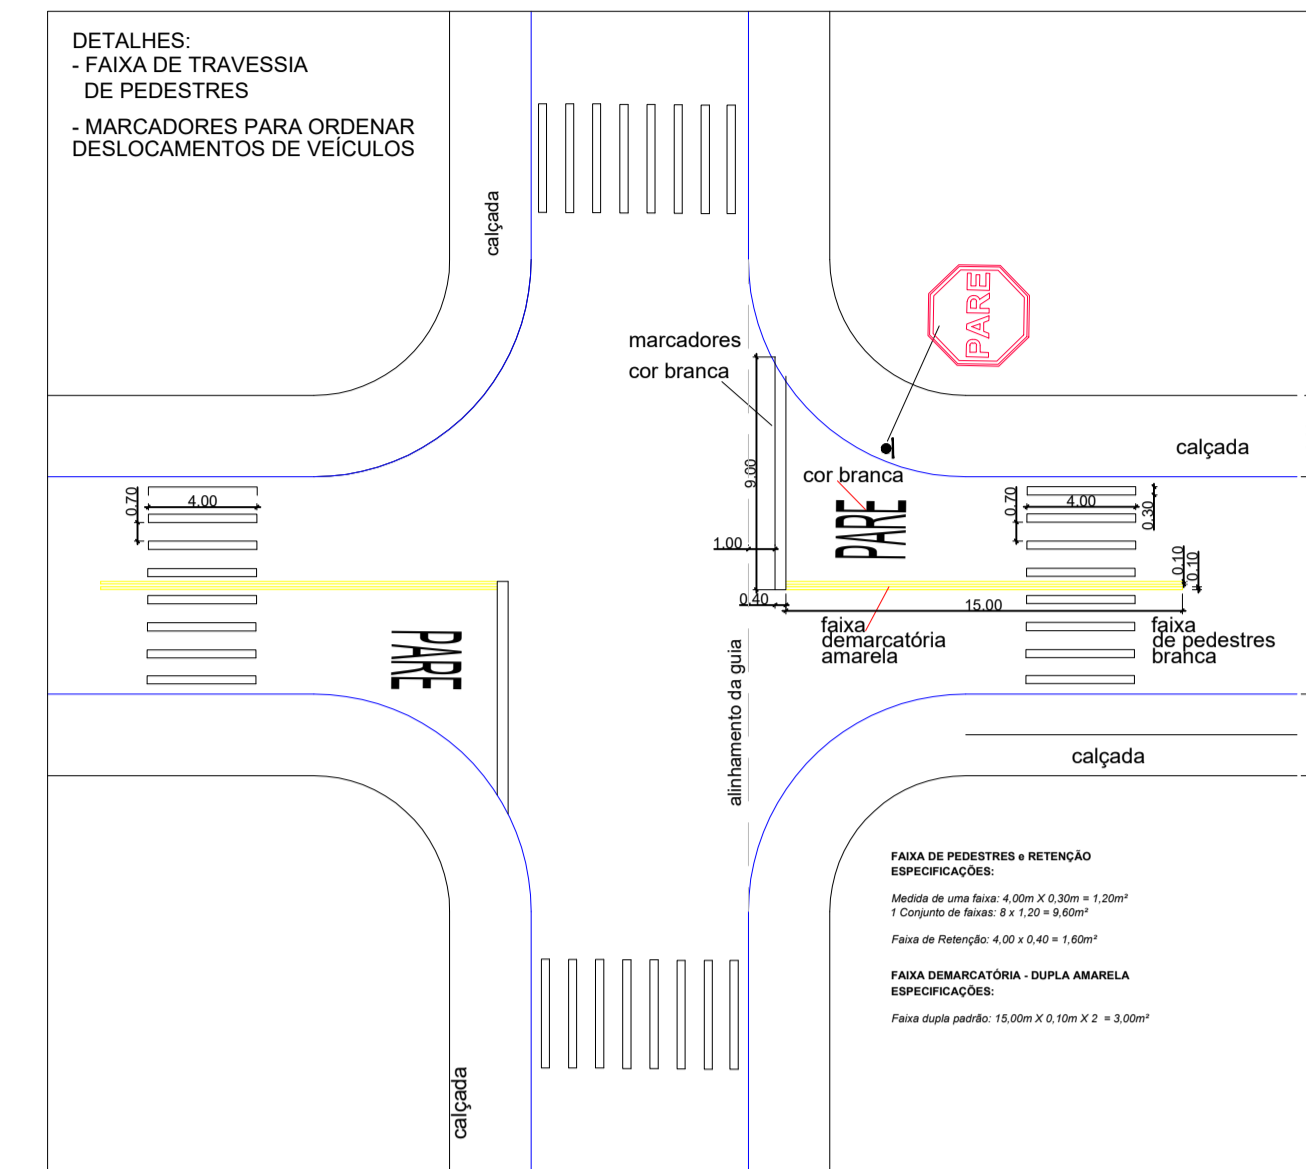 DETALHES:
- FAIXA DE TRAVESSIA
DE PEDESTRES
- MARCADORES PARA ORDENAR
DESLOCAMENTOS DE VEÍCULOS
calçada
PARE
marcadores
cor branca
9.00
1.00
0.40
cor branca
PARE
calçada
0.70
4.00
0.70
4.00
0.30
0.10
0.10
15.00
faixa
demarcatória
amarela
faixa
de pedestres
branca
PARE
alinhamento da guia
calçada
FAIXA DE PEDESTRES e RETENÇÃO
ESPECIFICAÇÕES:
Medida de uma faixa: 4,00m X 0,30m = 1,20m²
1 Conjunto de faixas: 8 x 1,20 = 9,60m²
Faixa de Retenção: 4,00 x 0,40 = 1,60m²
FAIXA DEMARCATÓRIA - DUPLA AMARELA
ESPECIFICAÇÕES:
Faixa dupla padrão: 15,00m X 0,10m X 2 = 3,00m²
calçada